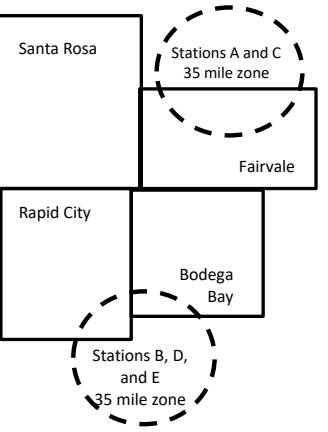 Santa Rosa
Stations A and C
35 mile zone
Fairvale
Rapid City
Bodega
Bay
Stations B, D,
and E
35 mile zone